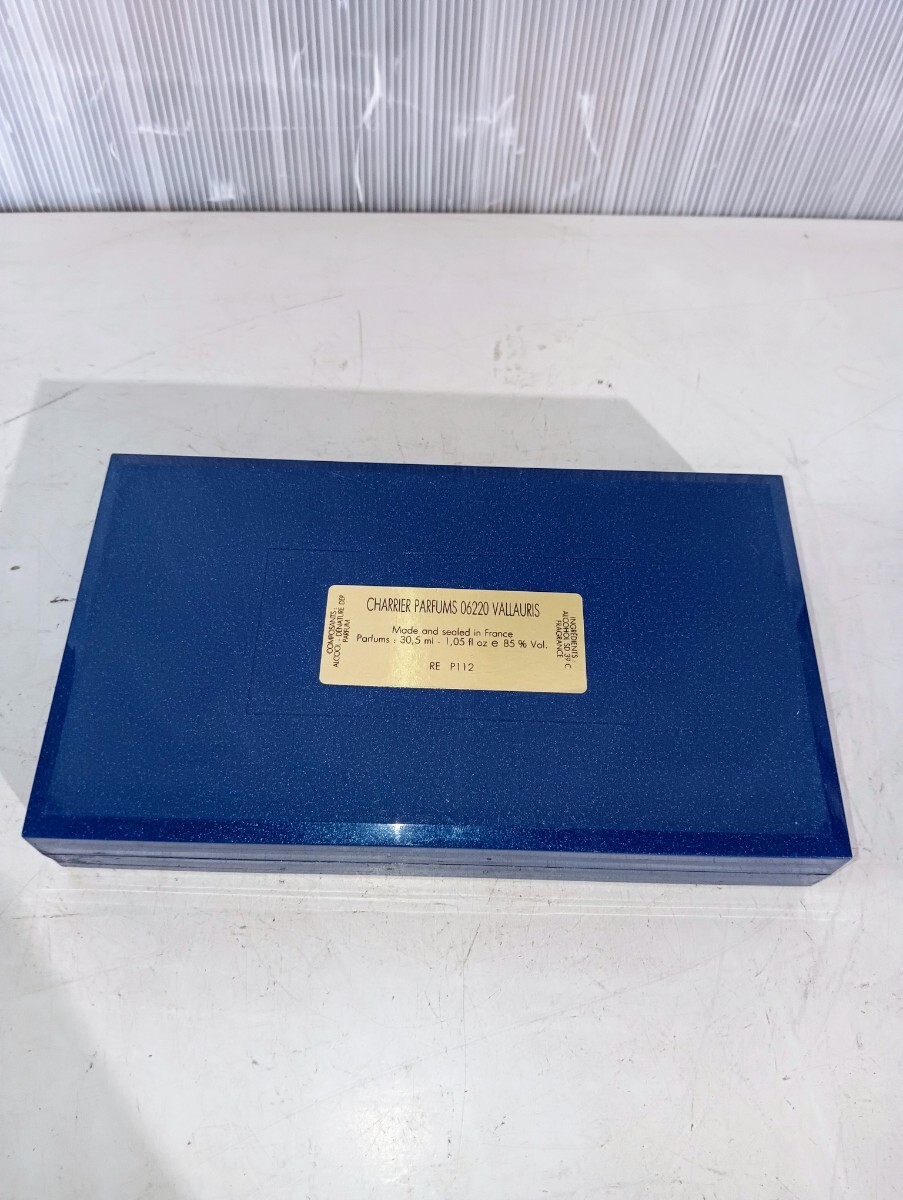 COMPOSANTS :
ALCOOL - DENATURE DEP
PARFUM
CHARRIER PARFUMS 06220 VALLAURIS
Made and sealed in France
Parfums : 30,5 ml - 1,05 fl oz e 85 % Vol.
RE P112
INGREDIENTS :
ALCOHOL SD 39 C
FRAGRANCE